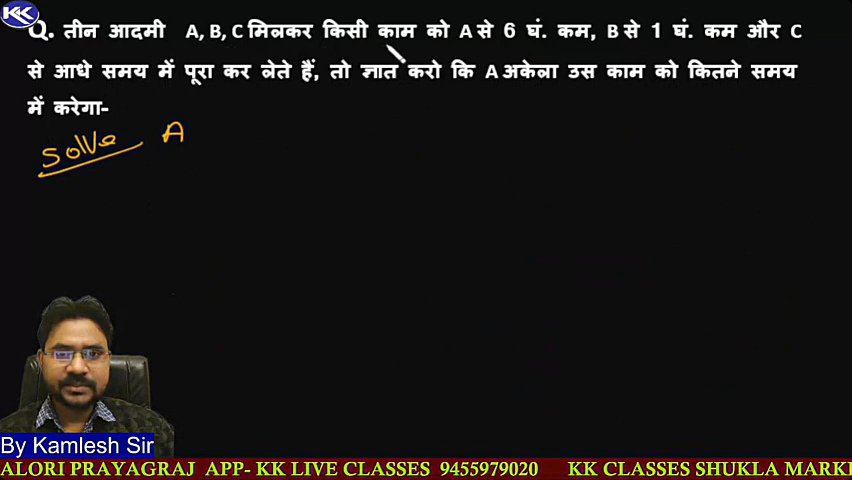 KK
Q. तीन आदमी A, B, C मिलकर किसी काम को A से 6 घं. कम, B से 1 घं. कम और C
से आधे समय में पूरा कर लेते हैं, तो ज्ञात करो कि A अकेला उस काम को कितने समय
में करेगा-
Solve A
By Kamlesh Sir
ALORI PRAYAGRAJ APP- KK LIVE CLASSES 9455979020 KK CLASSES SHUKLA MARK